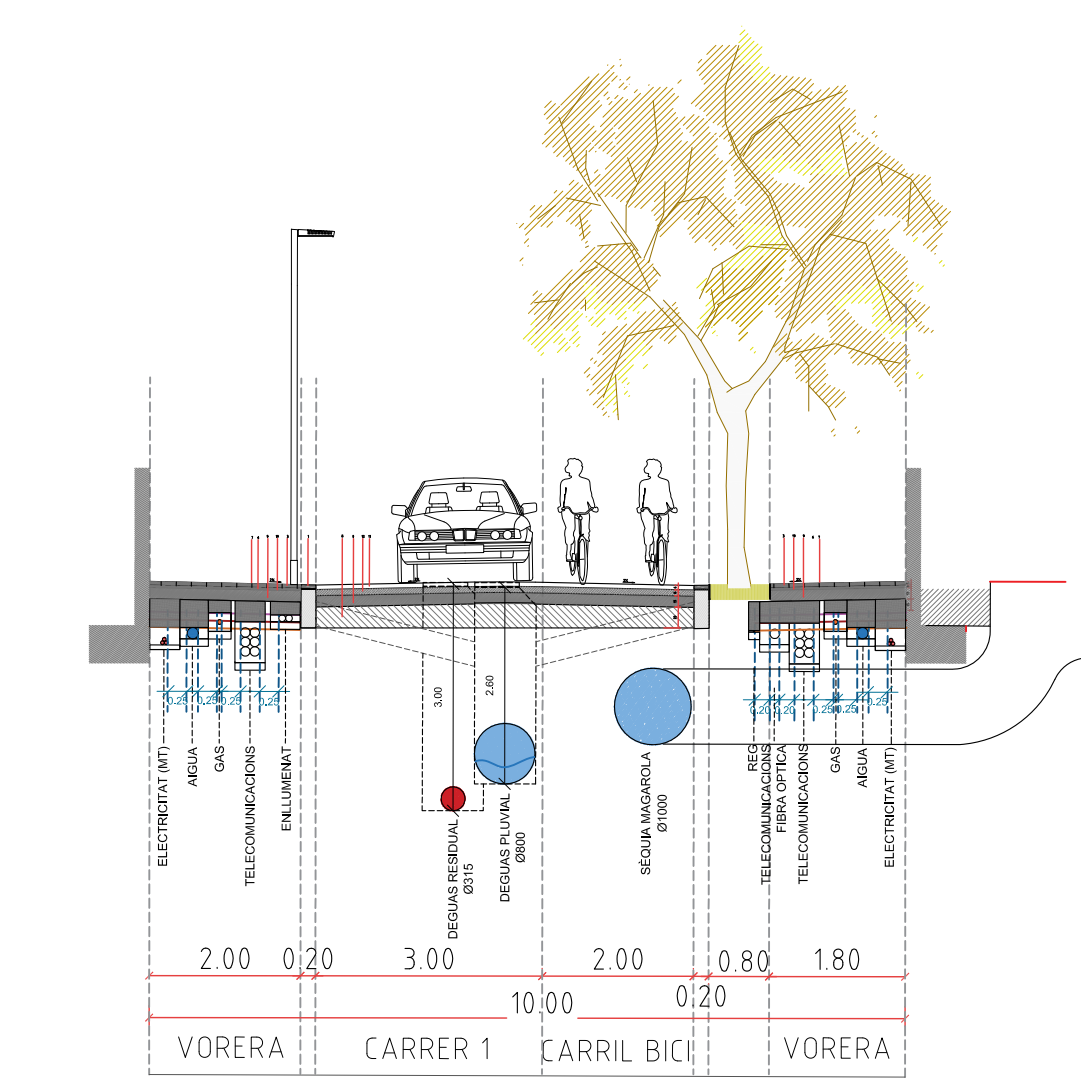 3.00
2.60
0.25
0.25
0.25
0.25
0.20
0.20
0.25
0.25
0.25
ELECTRICITAT (MT)
AIGUA
GAS
TELECOMUNICACIONS
ENLLUMENAT
DEGUAS RESIDUAL
Ø315
DEGUAS PLUVIAL
Ø800
SÈQUIA MAGAROLA
Ø1000
REG
TELECOMUNICACIONS
FIBRA OPTICA
TELECOMUNICACIONS
GAS
AIGUA
ELECTRICITAT (MT)
2.00
0.20
3.00
2.00
0.20
0.80
1.80
10.00
VORERA
CARRER 1
CARRIL BICI
VORERA